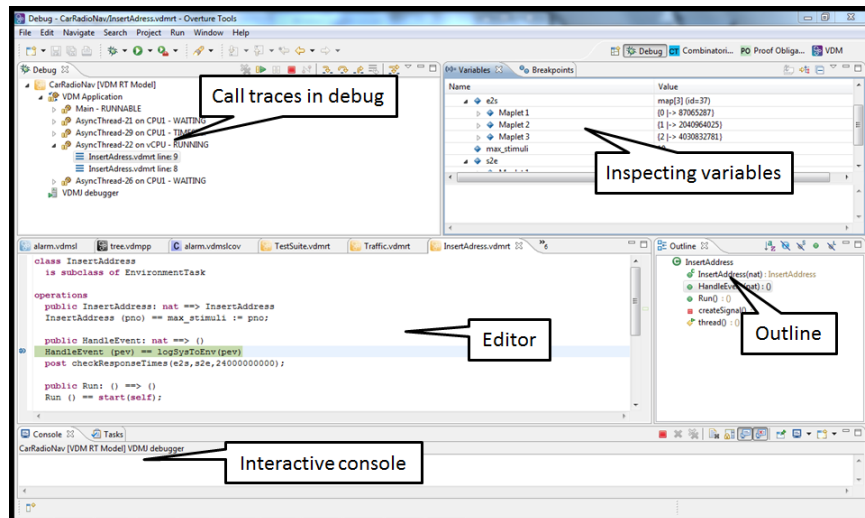 Debug - CarRadioNav/InsertAdress.vdmrt - Overture Tools
File Edit Navigate Search Project Run Window Help
Debug Combinatori... PO Proof Obliga... VDM
Debug
CarRadioNav [VDM RT Model]
VDM Application
Main - RUNNABLE
AsyncThread-21 on CPU1 - WAITING
AsyncThread-29 on CPU1 -
AsyncThread-22 on vCPU - RUNNING
InsertAdress.vdmrt line: 9
InsertAdress.vdmrt line: 8
AsyncThread-26 on CPU1 - WAITING
VDMJ debugger
Call traces in debug
Variables Breakpoints
Name Value
e2s map[3] (id=37)
Maplet 1 {0 |-> 87065287}
Maplet 2 {1 |-> 2040964025}
Maplet 3 {2 |-> 4030832781}
max_stimuli
s2e
Inspecting variables
alarm.vdmsl tree.vdmpp alarm.vdmslcov TestSuite.vdmrt Traffic.vdmrt InsertAdress.vdmrt »6
class InsertAddress
is subclass of EnvironmentTask
operations
public InsertAddress: nat ==> InsertAddress
InsertAddress (pno) == max_stimuli := pno;
public HandleEvent: nat ==> ()
HandleEvent (pev) == logSysToEnv(pev)
post checkResponseTimes(e2s,s2e,24000000000);
public Run: () ==> ()
Run () == start(self);
Editor
Outline
InsertAddress
InsertAddress(nat) : InsertAddress
HandleEvent(nat) : ()
Run() : ()
createSignal()
thread() : ()
Outline
Console Tasks
CarRadioNav [VDM RT Model] VDMJ debugger
Interactive console